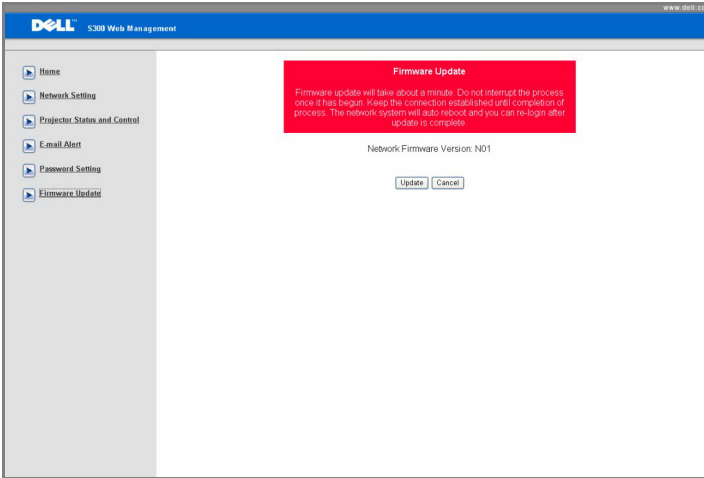 www.dell.co
DELL™ S300 Web Management
Home
Network Setting
Projector Status and Control
E-mail Alert
Password Setting
Firmware Update
Firmware Update
Firmware update will take about a minute. Do not interrupt the process
once it has begun. Keep the connection established until completion of
process. The network system will auto reboot and you can re-login after
update is complete.
Network Firmware Version: N01
Update Cancel